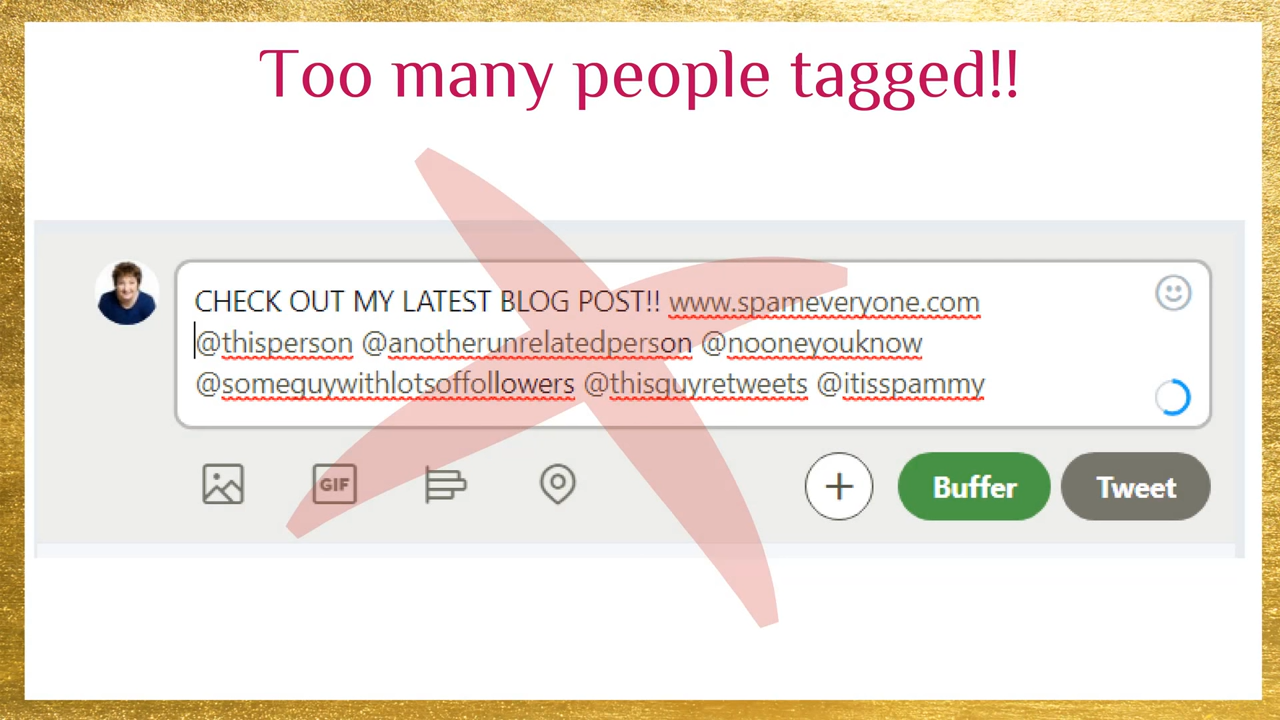 Too many people tagged!!
CHECK OUT MY LATEST BLOG POST!! www.spameveryone.com
@thisperson @anotherunrelatedperson @nooneyouknow
@someguywithlotsoffollowers @thisguyretweets @itisspammy
GIF
Buffer
Tweet